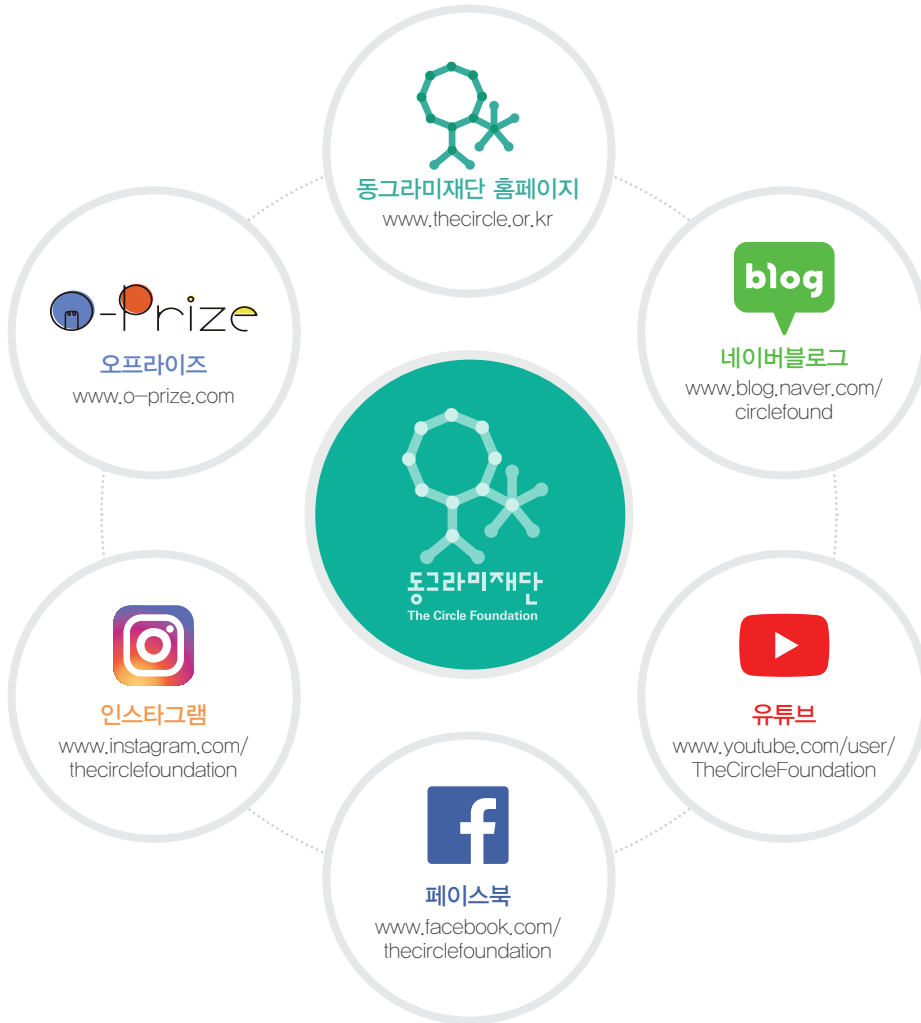 동그라미재단 홈페이지
www.thecircle.or.kr
o-Prize
오프라이즈
www.o-prize.com
blog
네이버블로그
www.blog.naver.com/
circlefound
동그라미재단
The Circle Foundation
인스타그램
www.instagram.com/
thecirclefoundation
유튜브
www.youtube.com/user/
TheCircleFoundation
f
페이스북
www.facebook.com/
thecirclefoundation